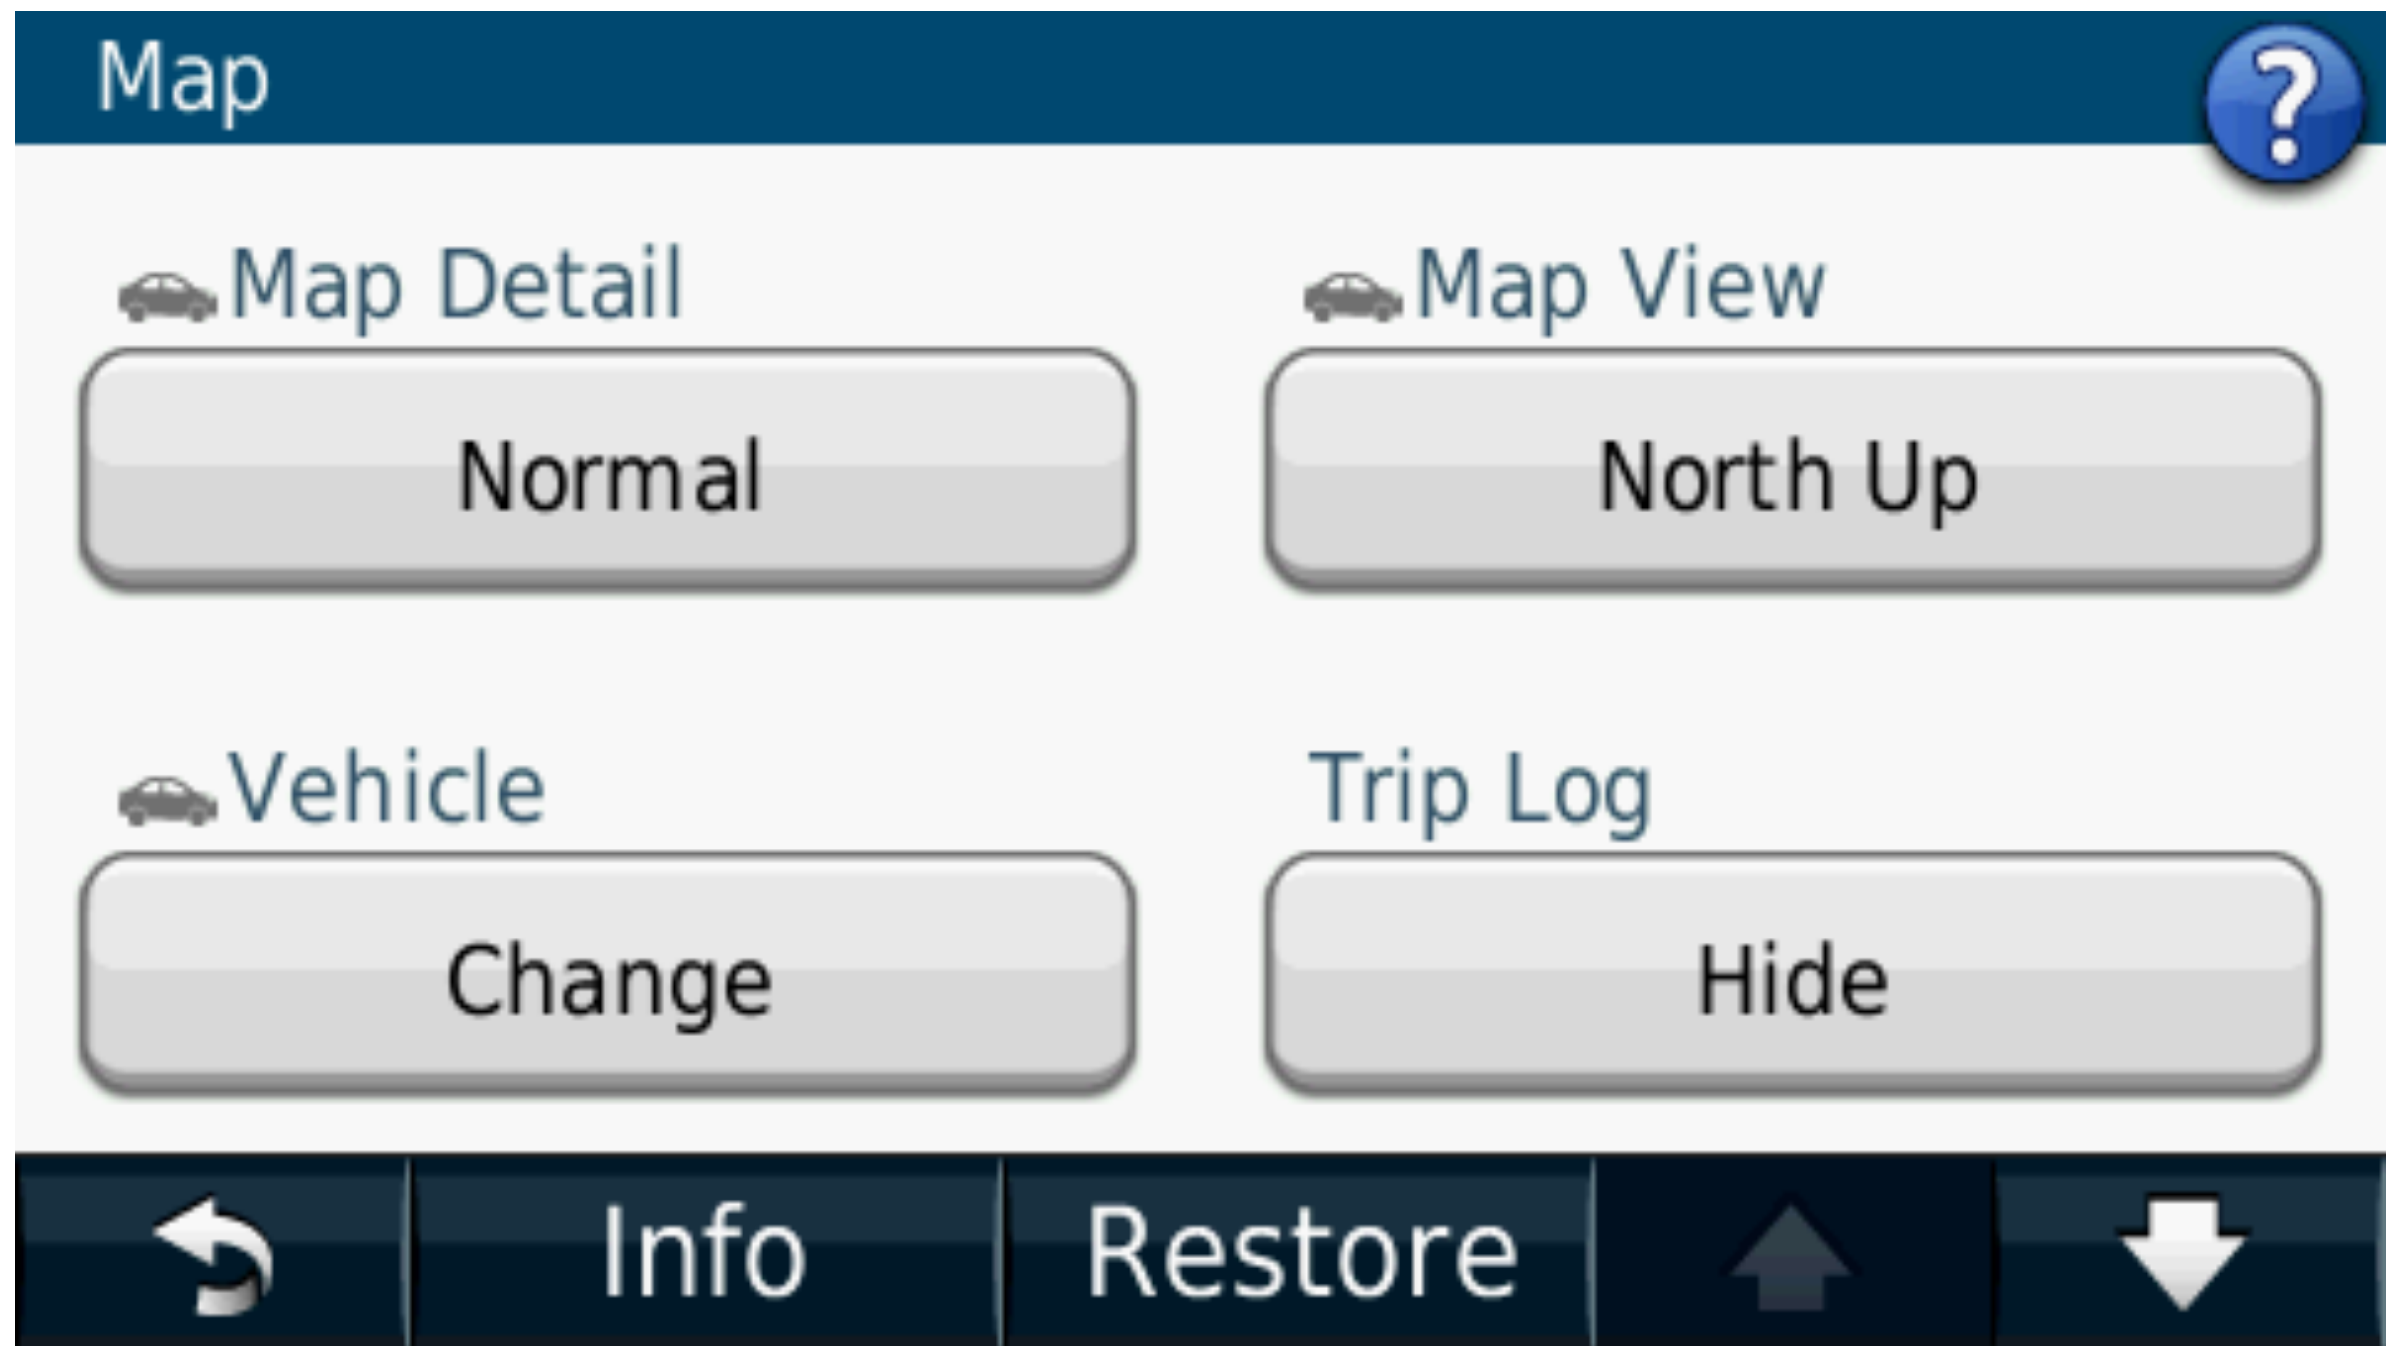 Map
?
Map Detail
Map View
Normal
North Up
Vehicle
Trip Log
Change
Hide
Info
Restore